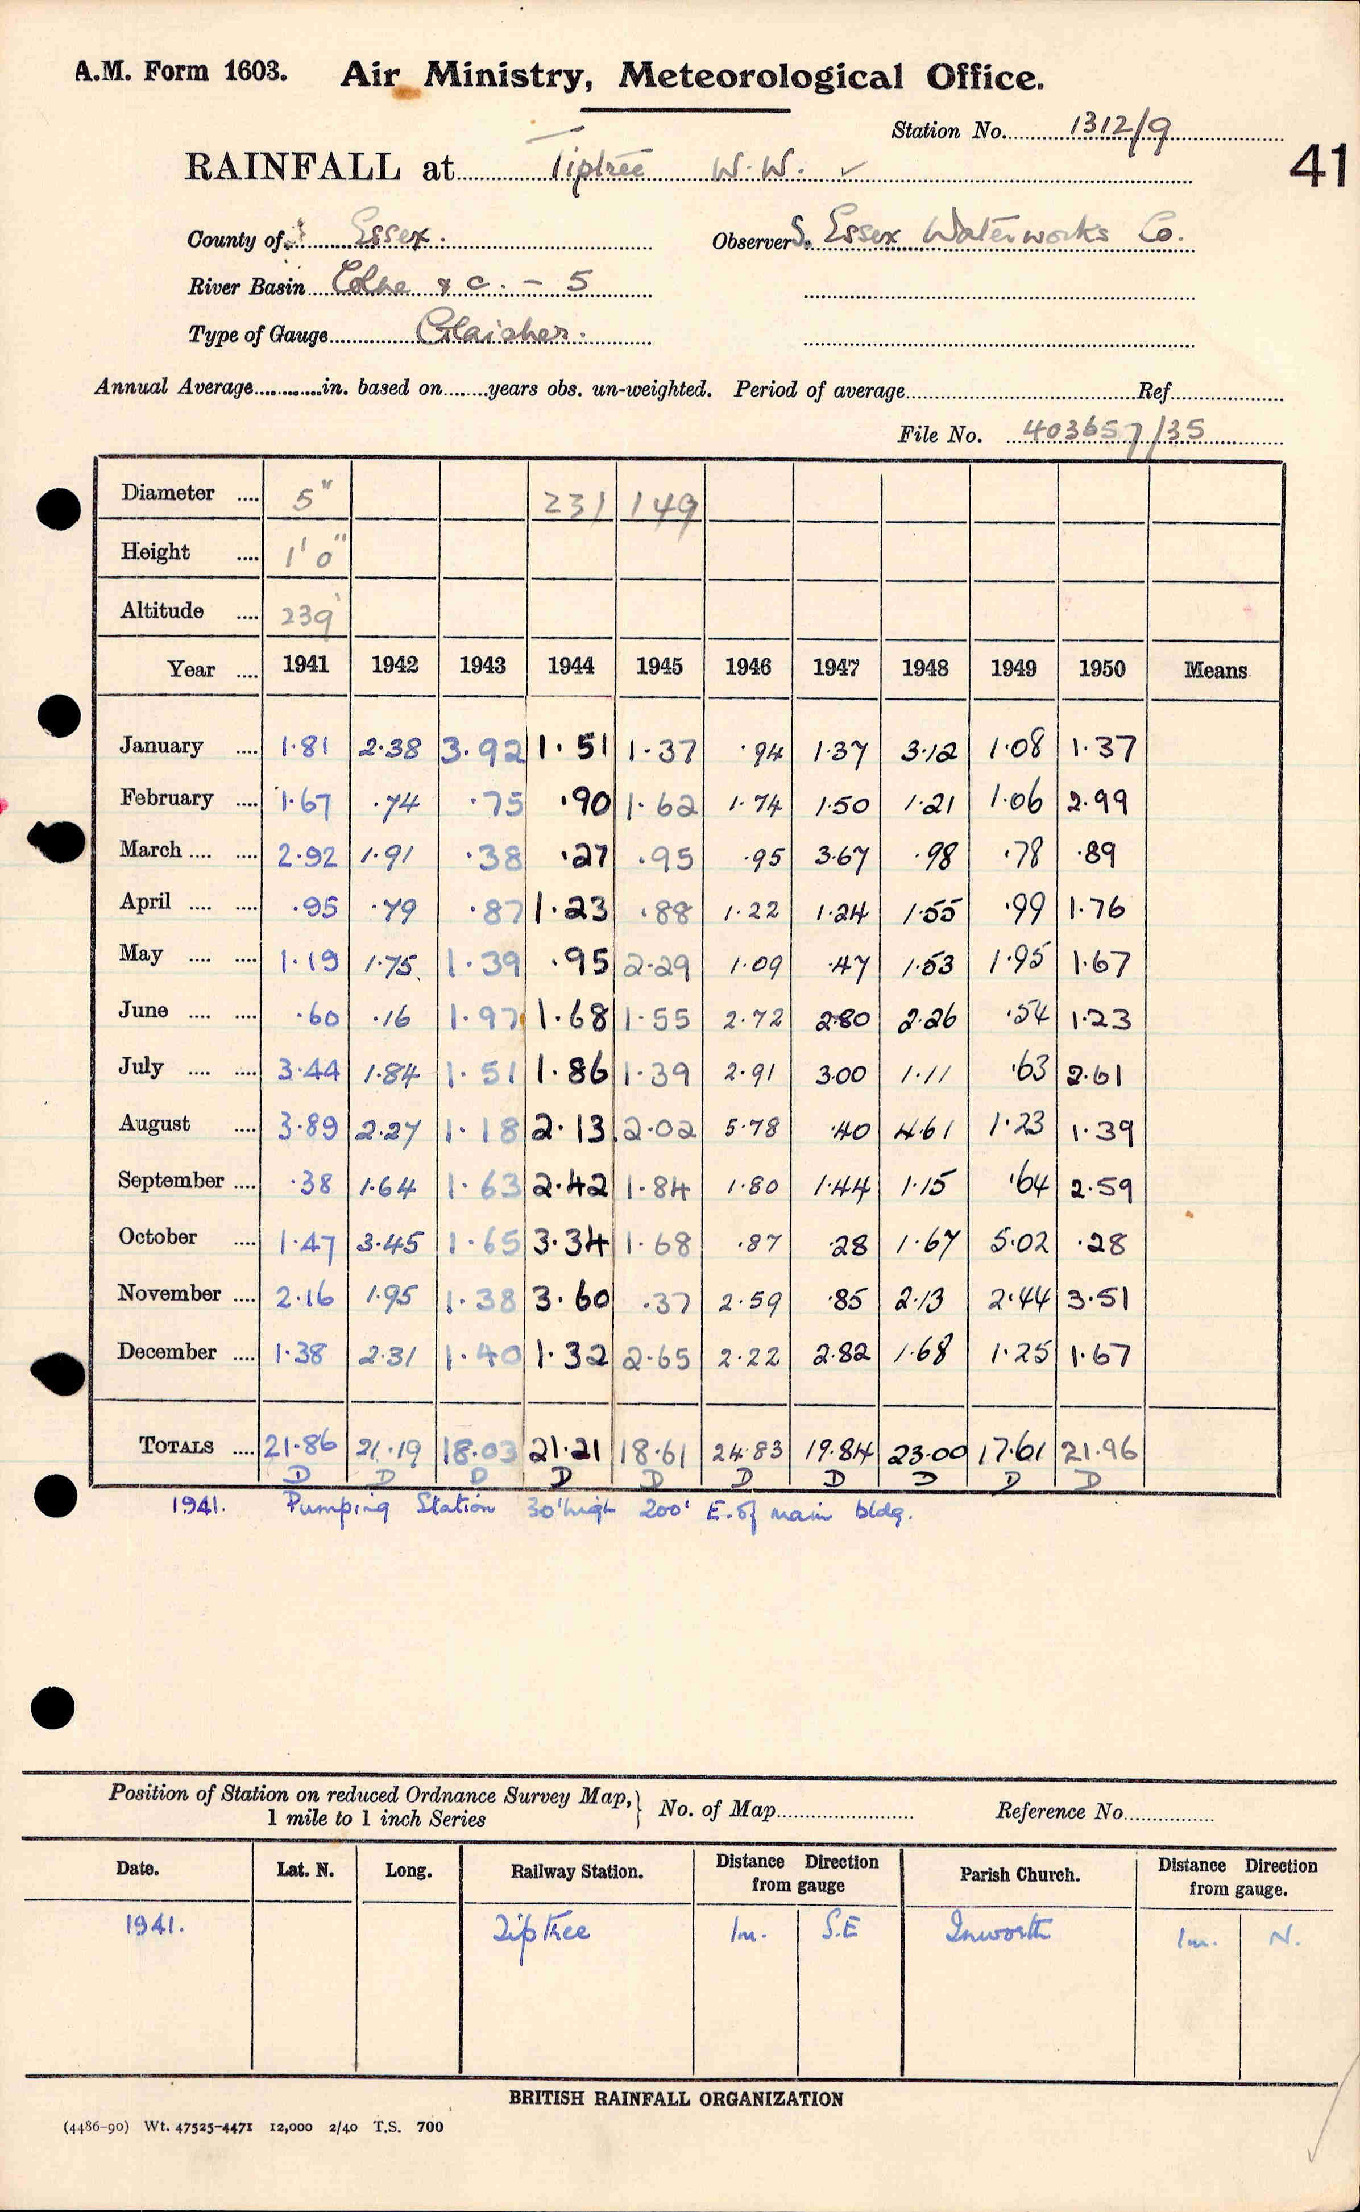 A.M. Form 1603. Air Ministry, Meteorological Office.
Station No. 1312/9
41
RAINFALL at Tiptree W.W. ✓
County of Essex. Observer S. Essex Waterworks Co.
River Basin Colne & c. - 5
Type of Gauge Glaisher.
Annual Average............in. based on........years obs. un-weighted. Period of average........ Ref........
File No. 403657/35
Diameter .... 5" 231 149
Height .... 1' 0"
Altitude .... 239'
Year .... 1941 1942 1943 1944 1945 1946 1947 1948 1949 1950 Means
January .... 1.81 2.38 3.92 1.51 1.37 .94 1.37 3.12 1.08 1.37
February .... 1.67 .74 .75 .90 1.62 1.74 1.50 1.21 1.06 2.99
March .... .... 2.92 1.91 .38 .27 .95 .95 3.67 .98 .78 .89
April .... .... .95 .79 .87 1.23 .88 1.22 1.24 1.55 .99 1.76
May .... .... 1.19 1.75 1.39 .95 2.29 1.09 .47 1.53 1.95 1.67
June .... .... .60 .16 1.97 1.68 1.55 2.72 2.80 2.26 .54 1.23
July .... .... 3.44 1.84 1.51 1.86 1.39 2.91 3.00 1.11 .63 2.61
August .... 3.89 2.27 1.18 2.13 2.02 5.78 .40 4.61 1.23 1.39
September .... .38 1.64 1.63 2.42 1.84 1.80 1.44 1.15 .64 2.59
October .... 1.47 3.45 1.65 3.34 1.68 .87 .28 1.67 5.02 .28
November .... 2.16 1.95 1.38 3.60 .37 2.59 .85 2.13 2.44 3.51
December .... 1.38 2.31 1.40 1.32 2.65 2.22 2.82 1.68 1.25 1.67
TOTALS .... 21.86 21.19 18.03 21.21 18.61 24.83 19.84 23.00 17.61 21.96
D D D D D D D D D D
1941. Pumping Station 30' high 200' E. of main bldg.
Position of Station on reduced Ordnance Survey Map, } No. of Map........ Reference No........
1 mile to 1 inch Series
Date. Lat. N. Long. Railway Station. Distance Direction from gauge Parish Church. Distance Direction from gauge.
1941. Tiptree 1m. S.E Inworth 1m. N.
BRITISH RAINFALL ORGANIZATION
(4486-90) Wt. 47525-4471 12,000 2/40 T.S. 700